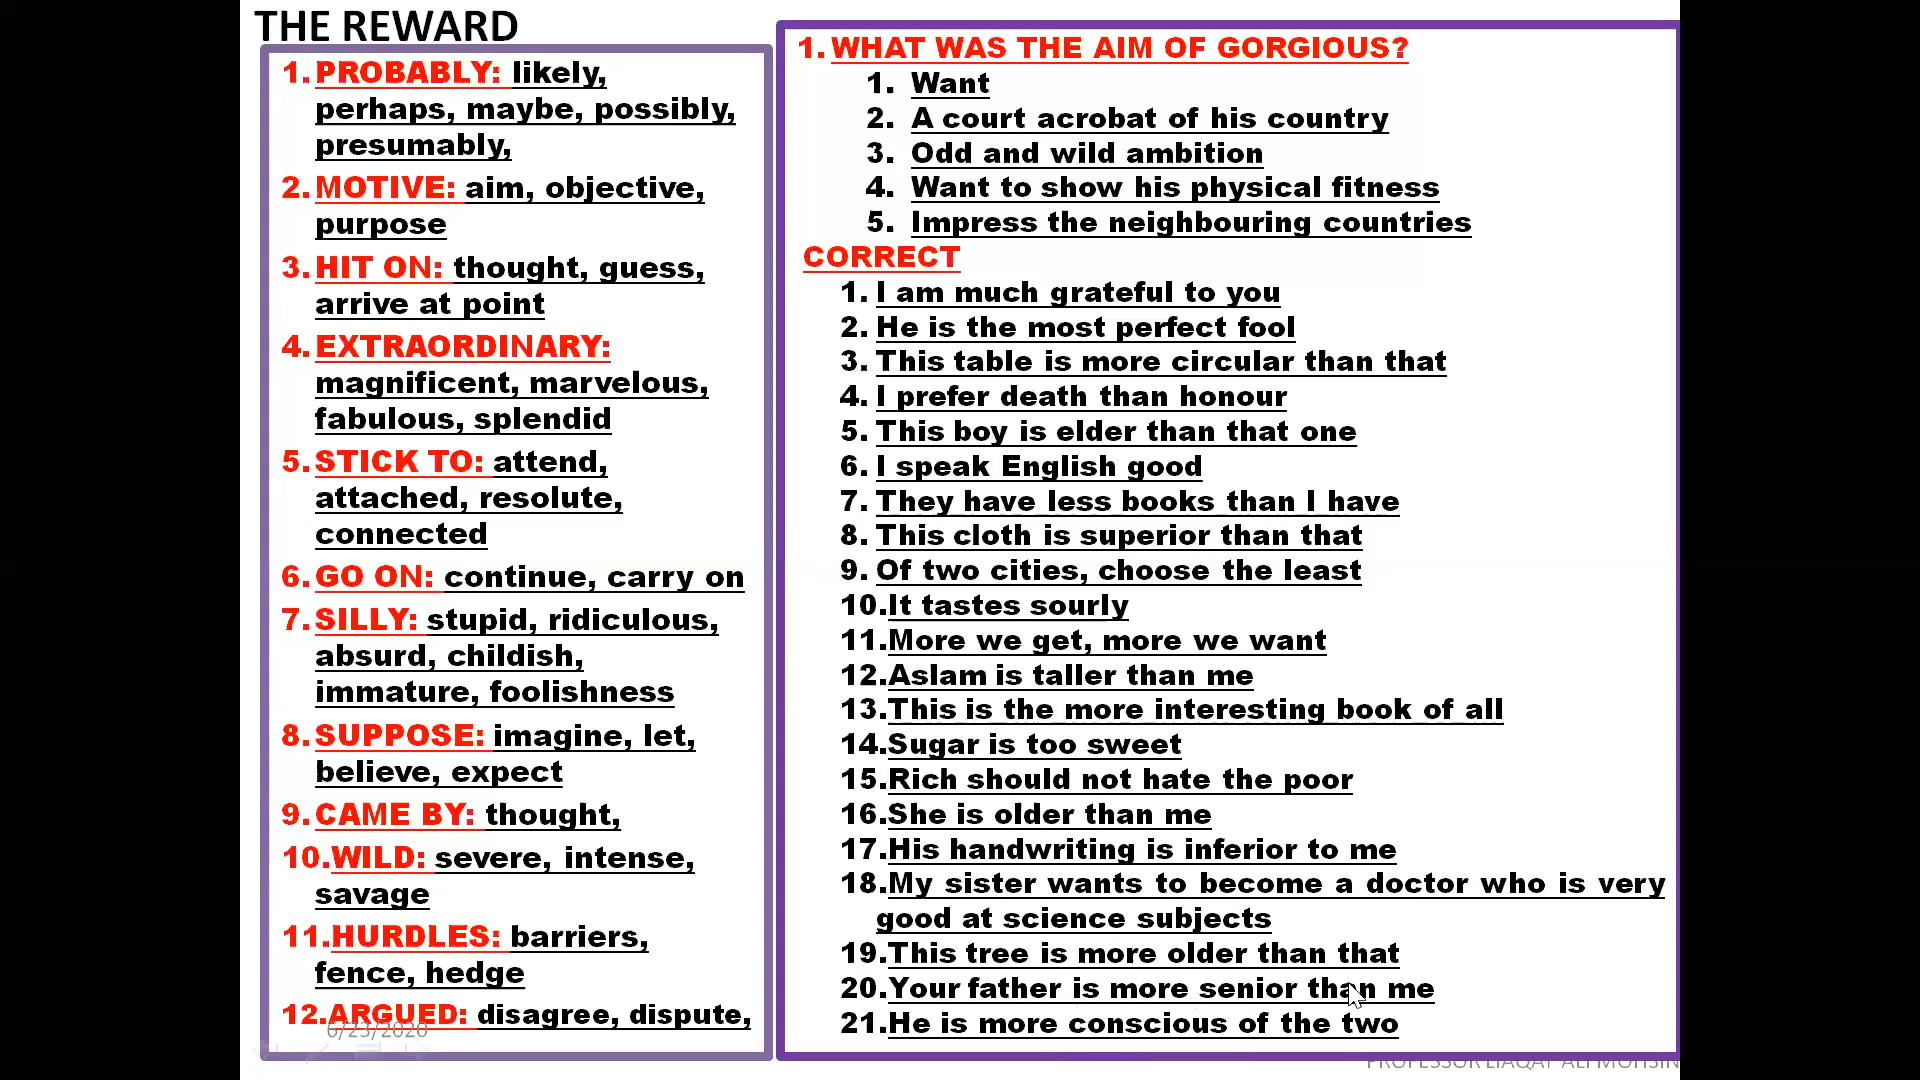 THE REWARD
1. PROBABLY: likely,
perhaps, maybe, possibly,
presumably,
2. MOTIVE: aim, objective,
purpose
3. HIT ON: thought, guess,
arrive at point
4. EXTRAORDINARY:
magnificent, marvelous,
fabulous, splendid
5. STICK TO: attend,
attached, resolute,
connected
6. GO ON: continue, carry on
7. SILLY: stupid, ridiculous,
absurd, childish,
immature, foolishness
8. SUPPOSE: imagine, let,
believe, expect
9. CAME BY: thought,
10. WILD: severe, intense,
savage
11. HURDLES: barriers,
fence, hedge
12. ARGUED: disagree, dispute,
6/23/2020
1. WHAT WAS THE AIM OF GORGIOUS?
1. Want
2. A court acrobat of his country
3. Odd and wild ambition
4. Want to show his physical fitness
5. Impress the neighbouring countries
CORRECT
1. I am much grateful to you
2. He is the most perfect fool
3. This table is more circular than that
4. I prefer death than honour
5. This boy is elder than that one
6. I speak English good
7. They have less books than I have
8. This cloth is superior than that
9. Of two cities, choose the least
10. It tastes sourly
11. More we get, more we want
12. Aslam is taller than me
13. This is the more interesting book of all
14. Sugar is too sweet
15. Rich should not hate the poor
16. She is older than me
17. His handwriting is inferior to me
18. My sister wants to become a doctor who is very
good at science subjects
19. This tree is more older than that
20. Your father is more senior than me
21. He is more conscious of the two
PROFESSOR LIAQAT ALI MOHSIN